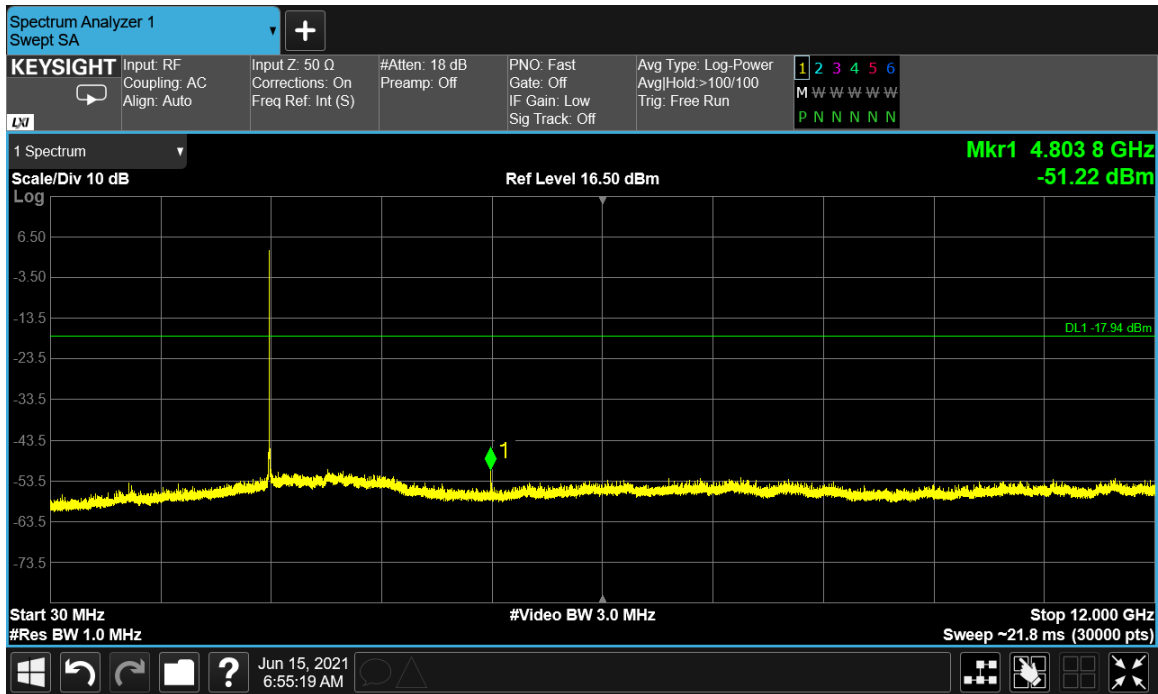 Spectrum Analyzer 1
Swept SA
KEYSIGHT
LXI
Input: RF
Coupling: AC
Align: Auto
Input Z: 50 Ω
Corrections: On
Freq Ref: Int (S)
#Atten: 18 dB
Preamp: Off
PNO: Fast
Gate: Off
IF Gain: Low
Sig Track: Off
Avg Type: Log-Power
Avg|Hold:>100/100
Trig: Free Run
1 2 3 4 5 6
M W W W W W
P N N N N N
1 Spectrum
Mkr1 4.803 8 GHz
-51.22 dBm
Scale/Div 10 dB
Ref Level 16.50 dBm
Log
6.50
-3.50
-13.5
DL1 -17.94 dBm
-23.5
-33.5
-43.5
1
-53.5
-63.5
-73.5
Start 30 MHz
#Video BW 3.0 MHz
Stop 12.000 GHz
#Res BW 1.0 MHz
Sweep ~21.8 ms (30000 pts)
?
Jun 15, 2021
6:55:19 AM